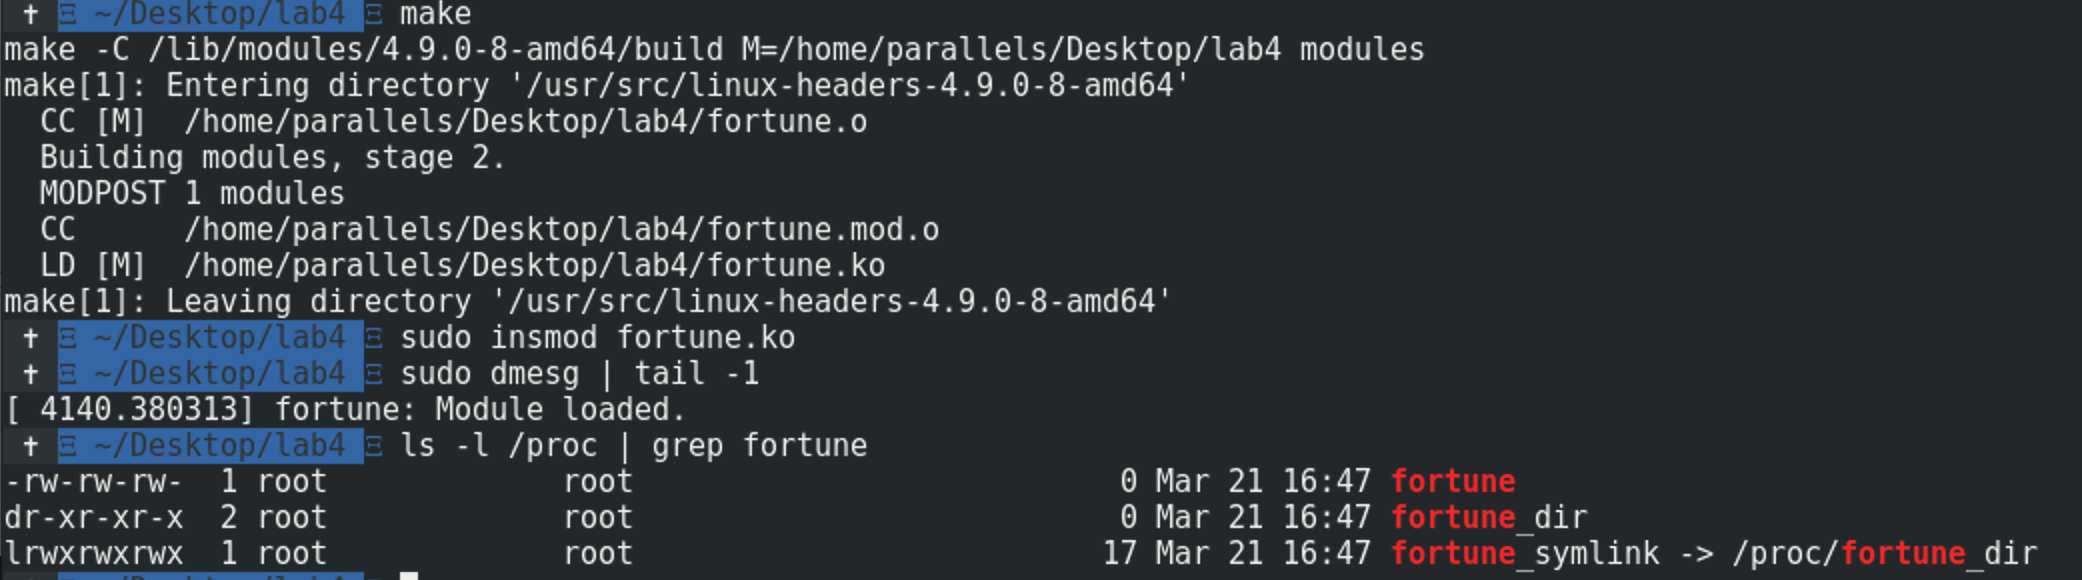 † Ξ ~/Desktop/lab4 Ξ make
make -C /lib/modules/4.9.0-8-amd64/build M=/home/parallels/Desktop/lab4 modules
make[1]: Entering directory '/usr/src/linux-headers-4.9.0-8-amd64'
  CC [M]  /home/parallels/Desktop/lab4/fortune.o
  Building modules, stage 2.
  MODPOST 1 modules
  CC      /home/parallels/Desktop/lab4/fortune.mod.o
  LD [M]  /home/parallels/Desktop/lab4/fortune.ko
make[1]: Leaving directory '/usr/src/linux-headers-4.9.0-8-amd64'
† Ξ ~/Desktop/lab4 Ξ sudo insmod fortune.ko
† Ξ ~/Desktop/lab4 Ξ sudo dmesg | tail -1
[ 4140.380313] fortune: Module loaded.
† Ξ ~/Desktop/lab4 Ξ ls -l /proc | grep fortune
-rw-rw-rw-  1 root             root                           0 Mar 21 16:47 fortune
dr-xr-xr-x  2 root             root                           0 Mar 21 16:47 fortune_dir
lrwxrwxrwx  1 root             root                          17 Mar 21 16:47 fortune_symlink -> /proc/fortune_dir